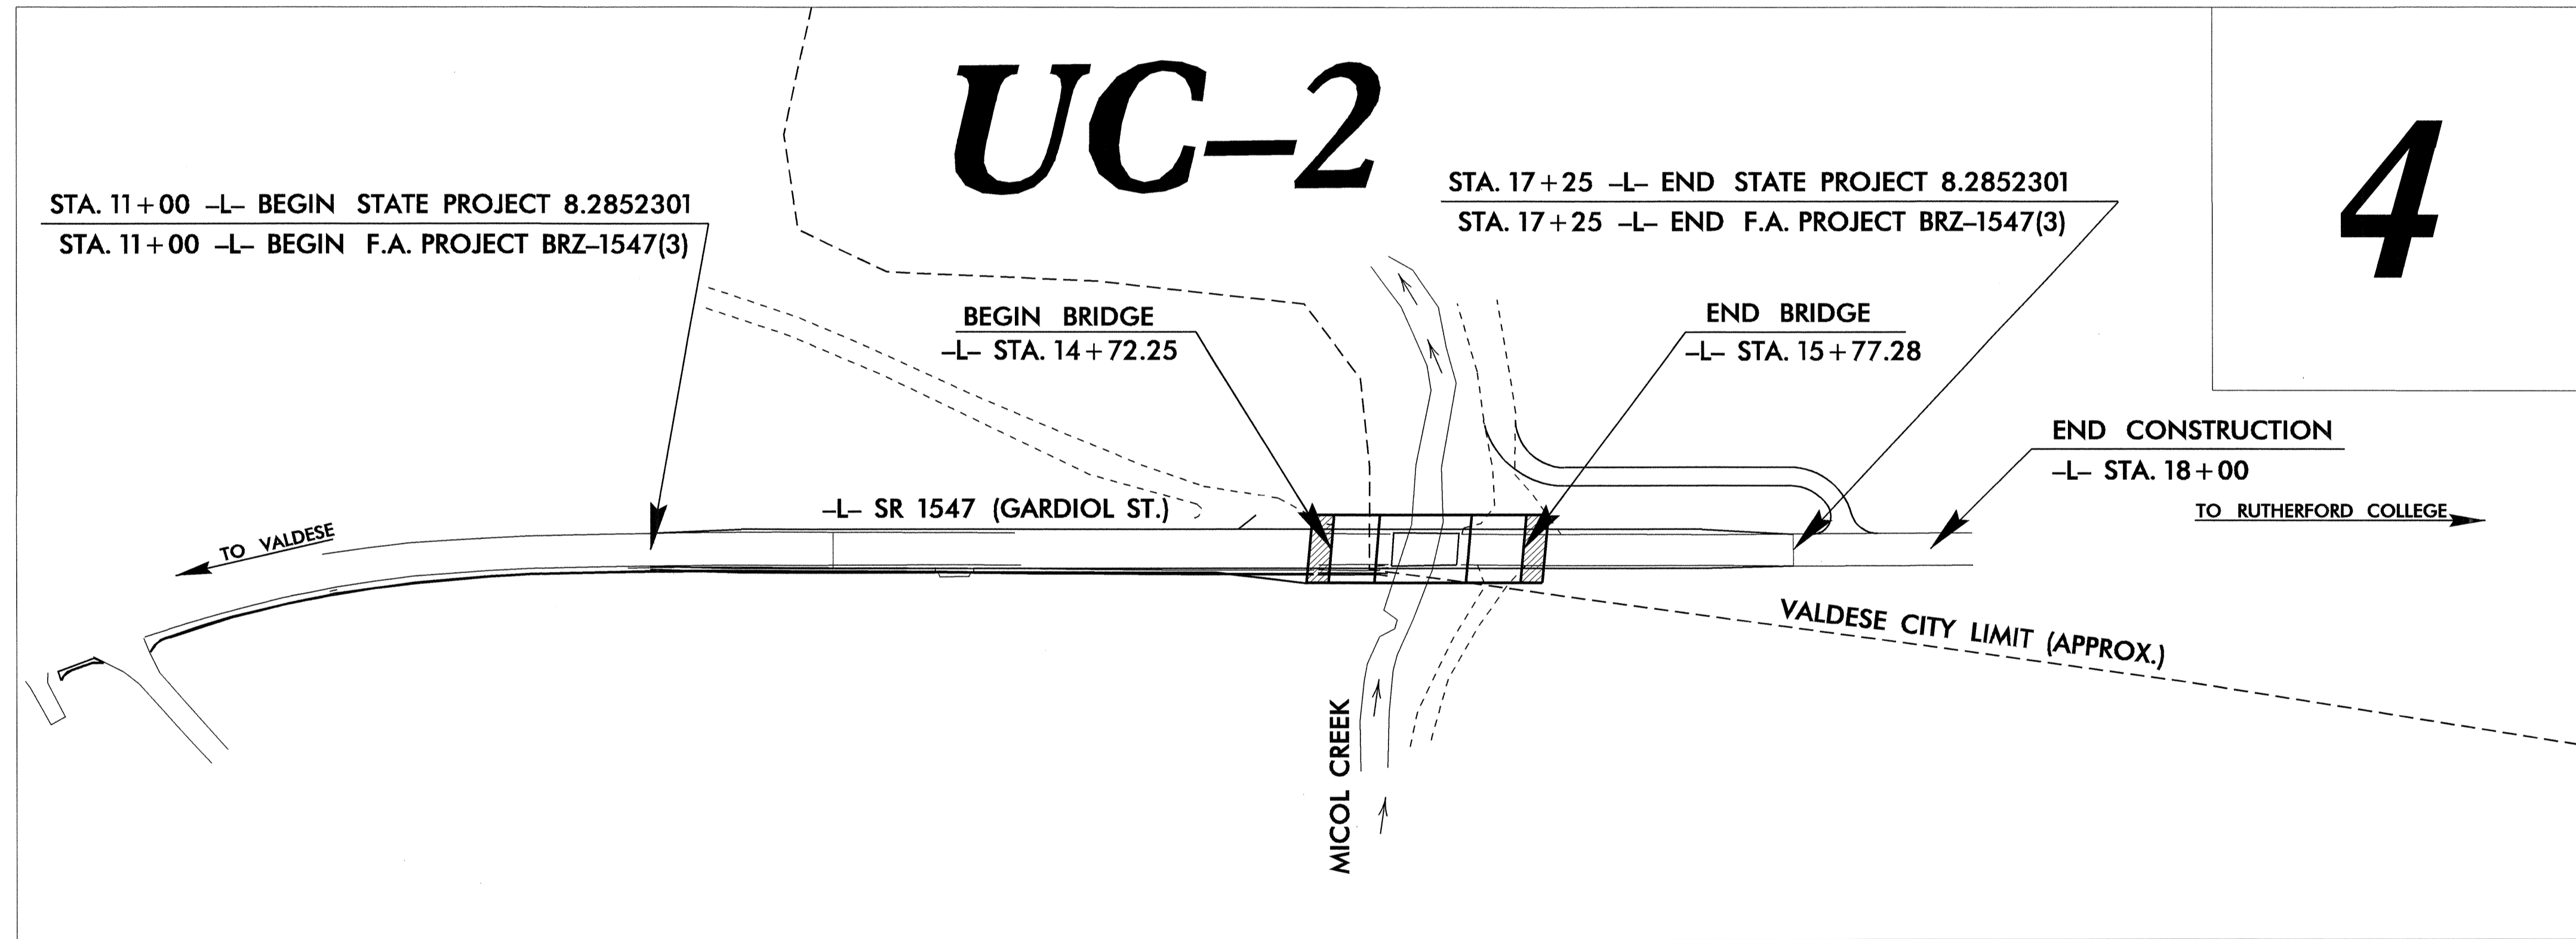 UC–2
4
STA. 11+00 –L– BEGIN STATE PROJECT 8.2852301
STA. 11+00 –L– BEGIN F.A. PROJECT BRZ–1547(3)
STA. 17+25 –L– END STATE PROJECT 8.2852301
STA. 17+25 –L– END F.A. PROJECT BRZ–1547(3)
BEGIN BRIDGE
–L– STA. 14+72.25
END BRIDGE
–L– STA. 15+77.28
END CONSTRUCTION
–L– STA. 18+00
TO RUTHERFORD COLLEGE
–L– SR 1547 (GARDIOL ST.)
TO VALDESE
VALDESE CITY LIMIT (APPROX.)
MICOL CREEK